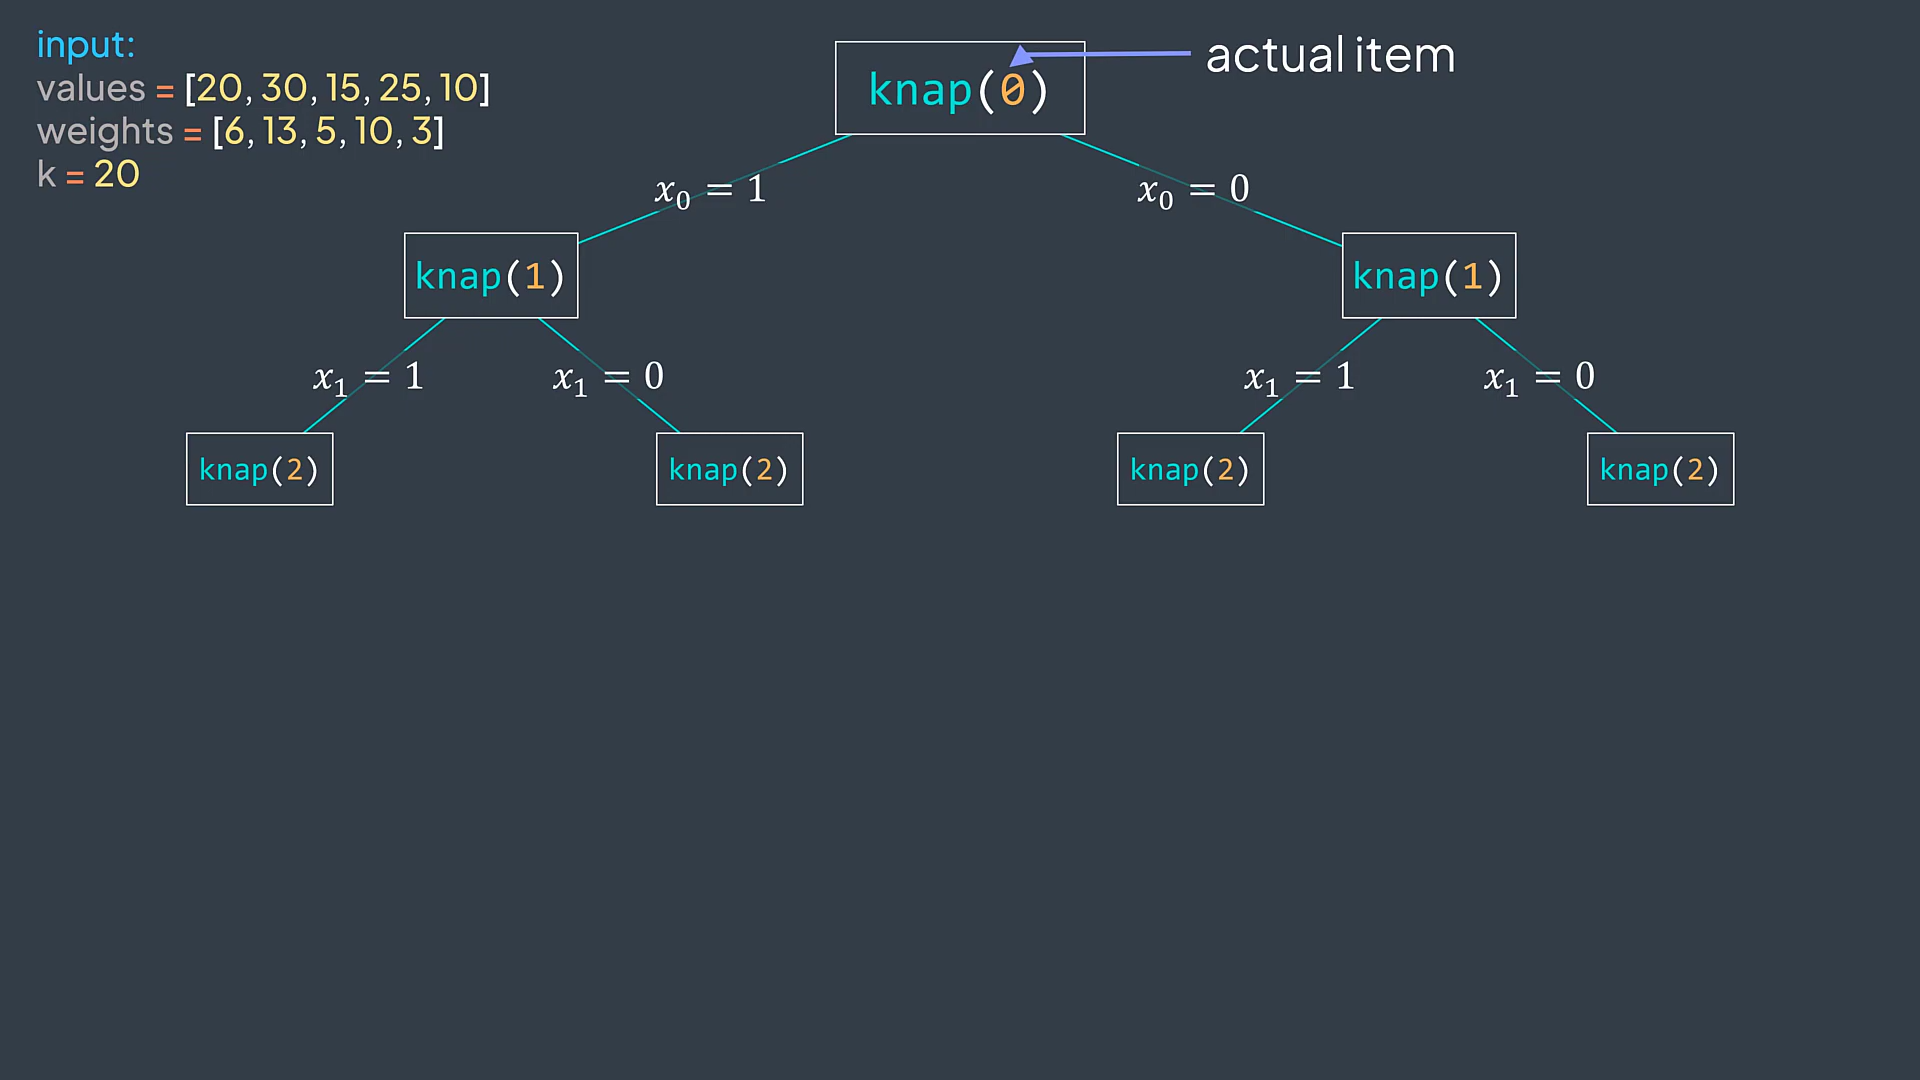 input:
values = [20, 30, 15, 25, 10]
weights = [6, 13, 5, 10, 3]
k = 20
actual item
knap(0)
x₀ = 1
x₀ = 0
knap(1)
knap(1)
x₁ = 1
x₁ = 0
x₁ = 1
x₁ = 0
knap(2)
knap(2)
knap(2)
knap(2)